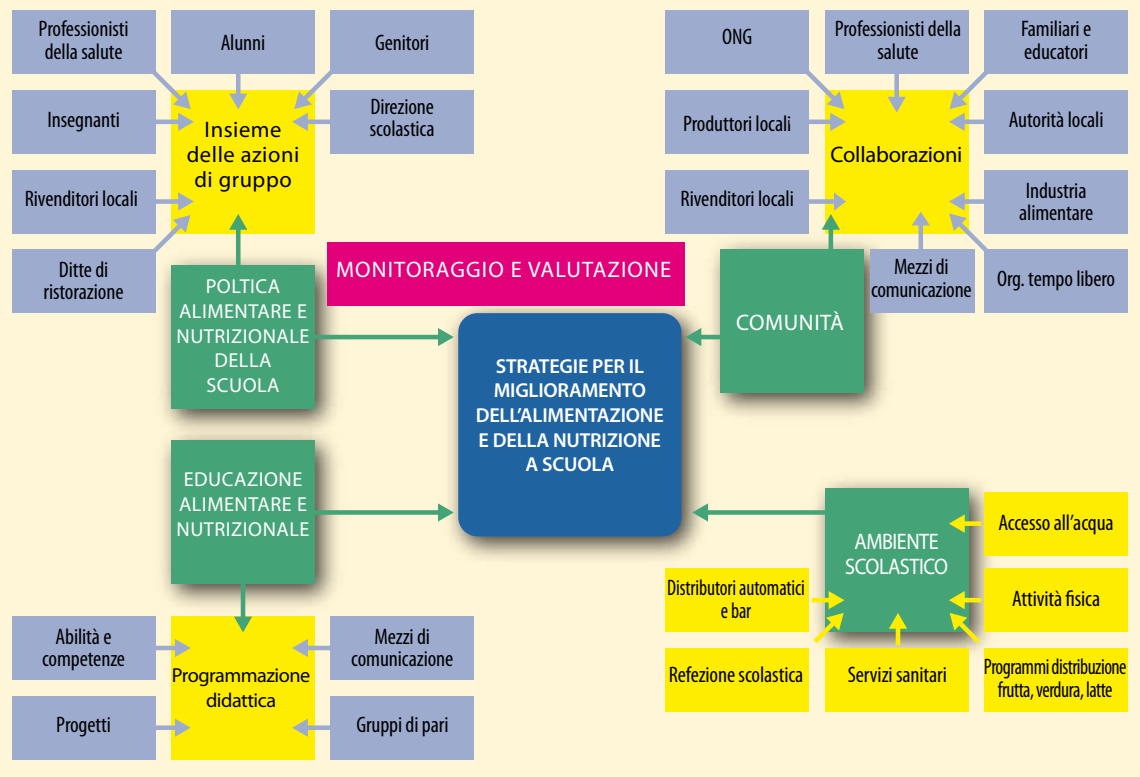 Professionisti
della salute
Alunni
Genitori
Insegnanti
Direzione
scolastica
Insieme
delle azioni
di gruppo
Rivenditori locali
Ditte di
ristorazione
ONG
Professionisti della
salute
Familiari e
educatori
Produttori locali
Autorità locali
Collaborazioni
Rivenditori locali
Industria
alimentare
Mezzi di
comunicazione
Org. tempo libero
MONITORAGGIO E VALUTAZIONE
POLTICA
ALIMENTARE E
NUTRIZIONALE
DELLA
SCUOLA
COMUNITÀ
STRATEGIE PER IL
MIGLIORAMENTO
DELL’ALIMENTAZIONE
E DELLA NUTRIZIONE
A SCUOLA
EDUCAZIONE
ALIMENTARE E
NUTRIZIONALE
AMBIENTE
SCOLASTICO
Accesso all’acqua
Distributori automatici
e bar
Attività fisica
Refezione scolastica
Servizi sanitari
Programmi distribuzione
frutta, verdura, latte
Abilità e
competenze
Mezzi di
comunicazione
Programmazione
didattica
Progetti
Gruppi di pari